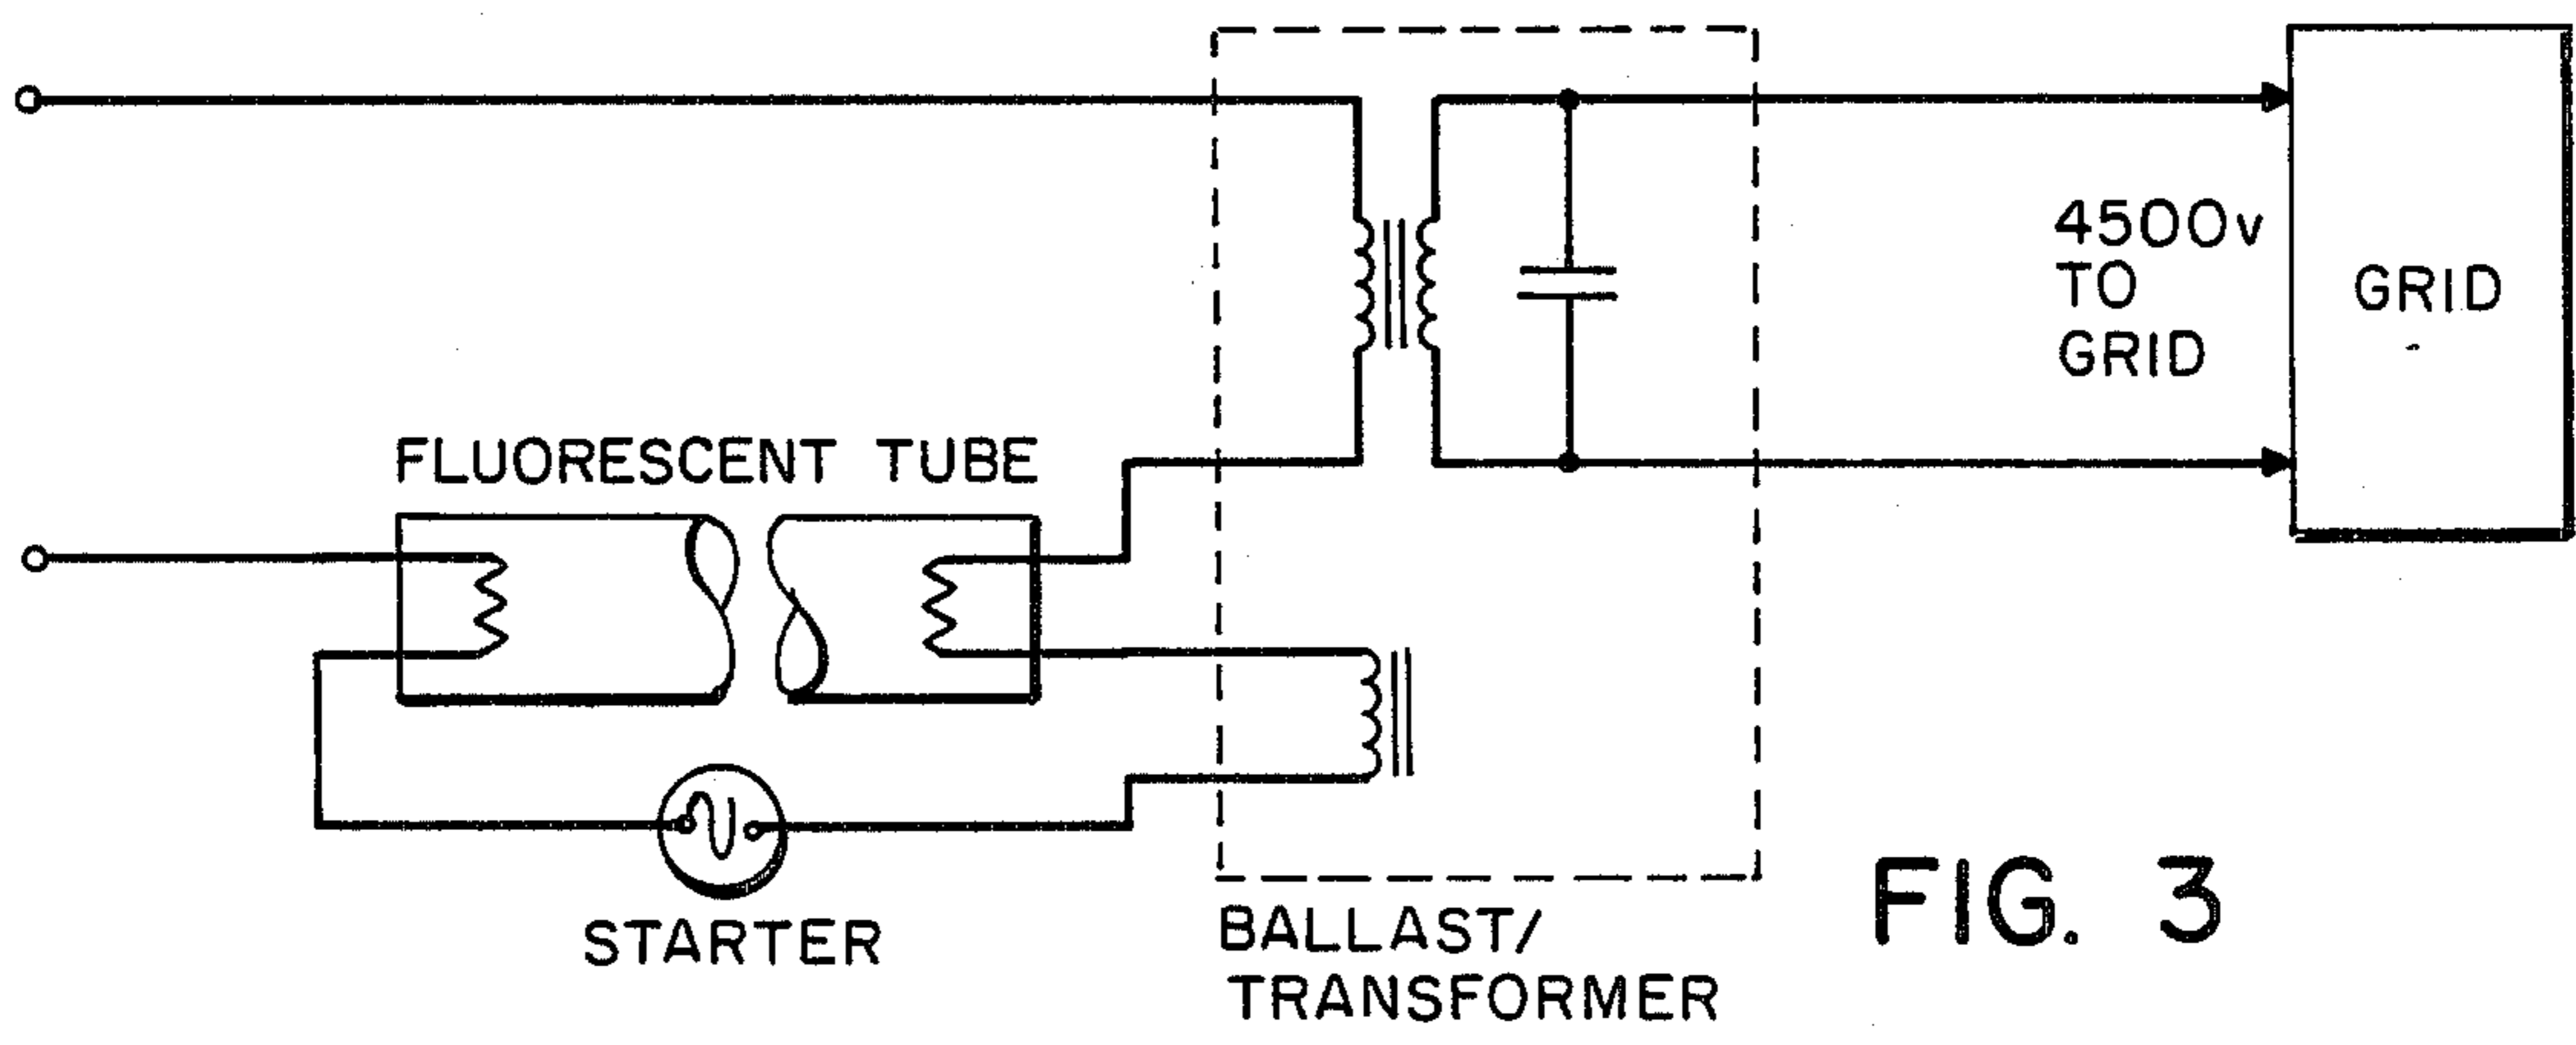 4500v
TO
GRID
GRID
FLUORESCENT TUBE
STARTER
BALLAST/
TRANSFORMER
FIG. 3